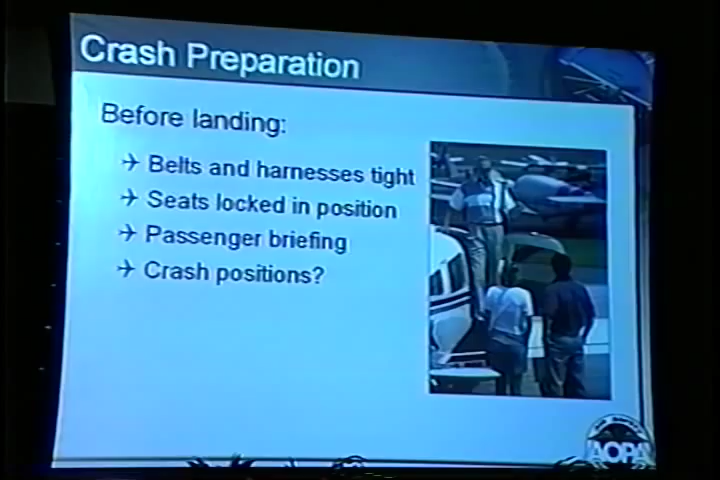 Crash Preparation
Before landing:
Belts and harnesses tight
Seats locked in position
Passenger briefing
Crash positions?
AOPA